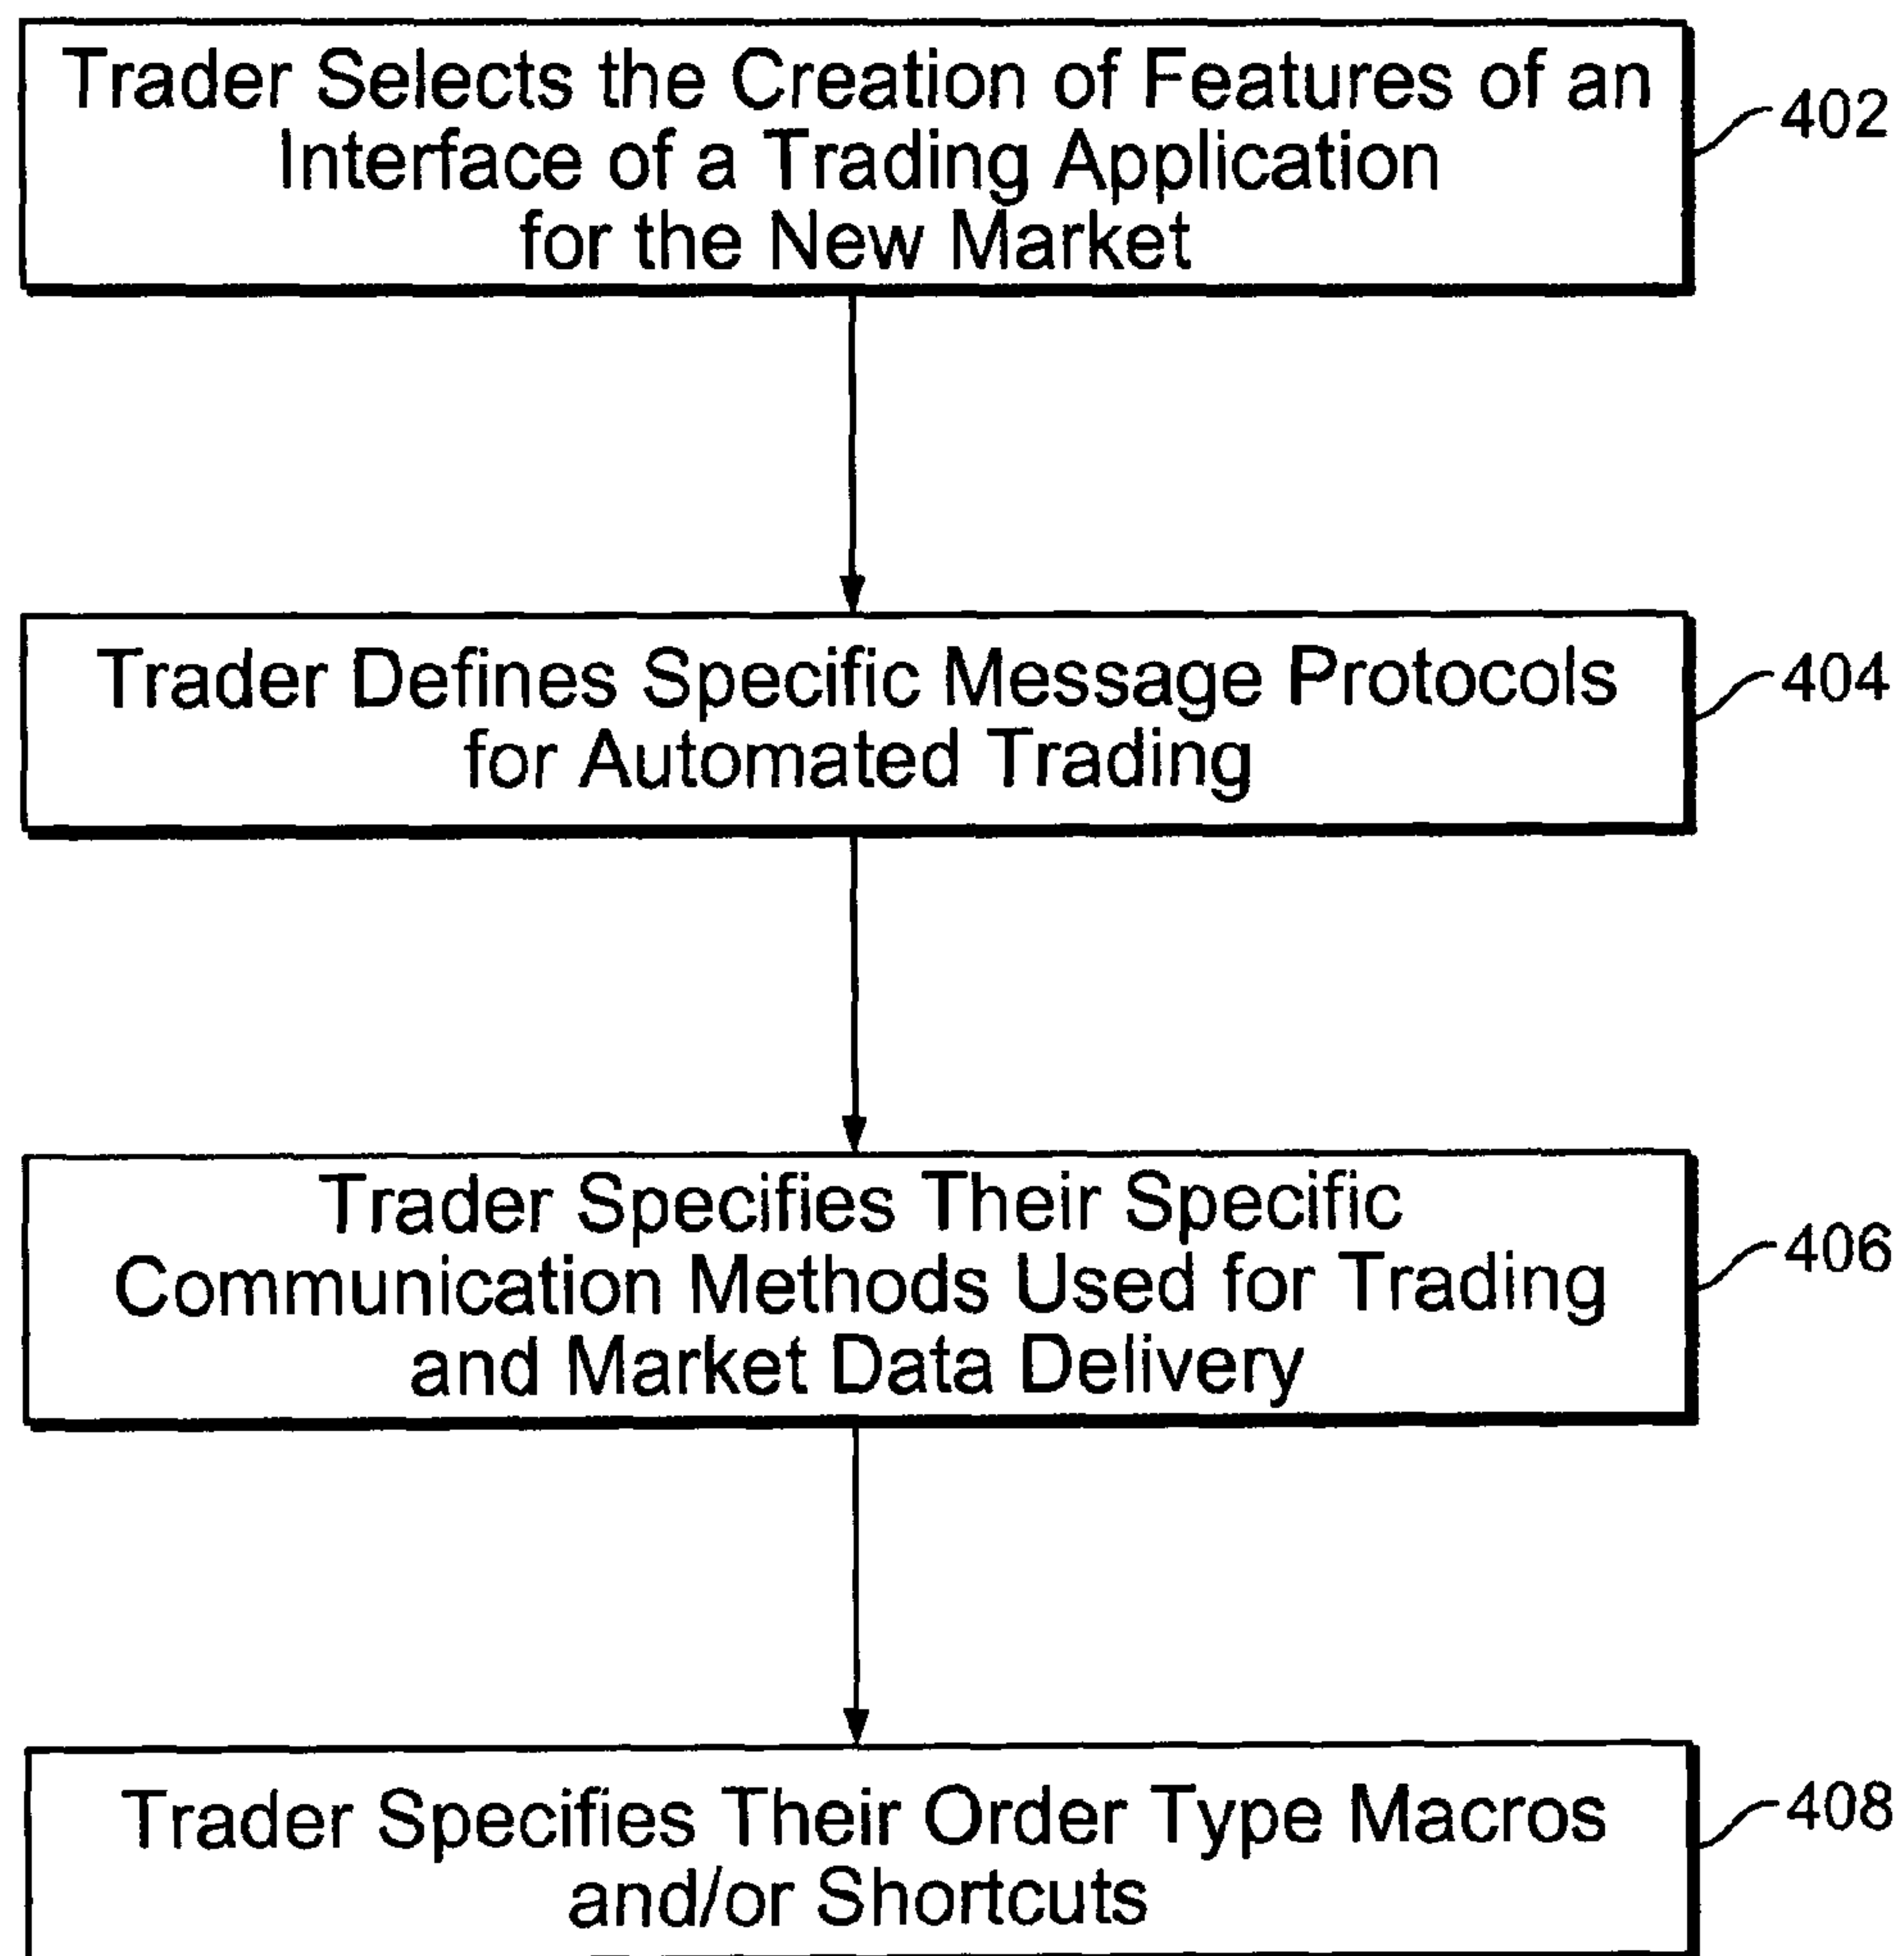 Trader Selects the Creation of Features of an
Interface of a Trading Application
for the New Market
402
Trader Defines Specific Message Protocols
for Automated Trading
404
Trader Specifies Their Specific
Communication Methods Used for Trading
and Market Data Delivery
406
Trader Specifies Their Order Type Macros
and/or Shortcuts
408